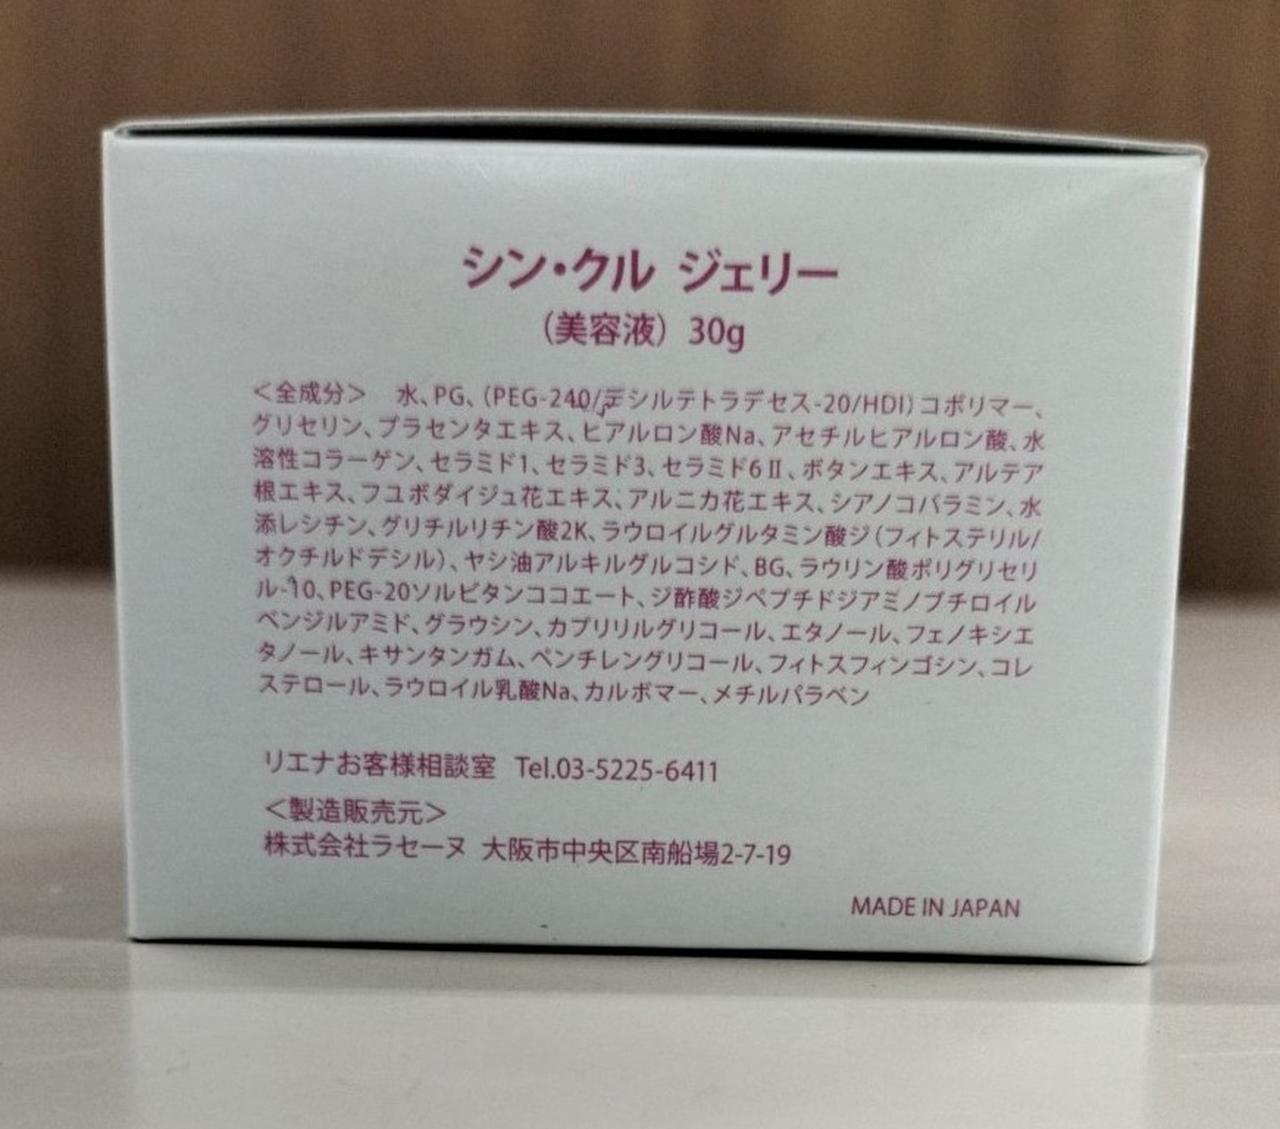 シン・クル ジェリー
（美容液） 30g
＜全成分＞ 水、PG、（PEG-240/デシルテトラデセス-20/HDI）コポリマー、
グリセリン、プラセンタエキス、ヒアルロン酸Na、アセチルヒアルロン酸、水
溶性コラーゲン、セラミド1、セラミド3、セラミド6Ⅱ、ボタンエキス、アルテア
根エキス、フユボダイジュ花エキス、アルニカ花エキス、シアノコバラミン、水
添レシチン、グリチルリチン酸2K、ラウロイルグルタミン酸ジ（フィトステリル/
オクチルドデシル）、ヤシ油アルキルグルコシド、BG、ラウリン酸ポリグリセリ
ル-10、PEG-20ソルビタンココエート、ジ酢酸ジペプチドジアミノブチロイル
ベンジルアミド、グラウシン、カプリリルグリコール、エタノール、フェノキシエ
タノール、キサンタンガム、ペンチレングリコール、フィトスフィンゴシン、コレ
ステロール、ラウロイル乳酸Na、カルボマー、メチルパラベン
リエナお客様相談室 Tel.03-5225-6411
＜製造販売元＞
株式会社ラセーヌ 大阪市中央区南船場2-7-19
MADE IN JAPAN